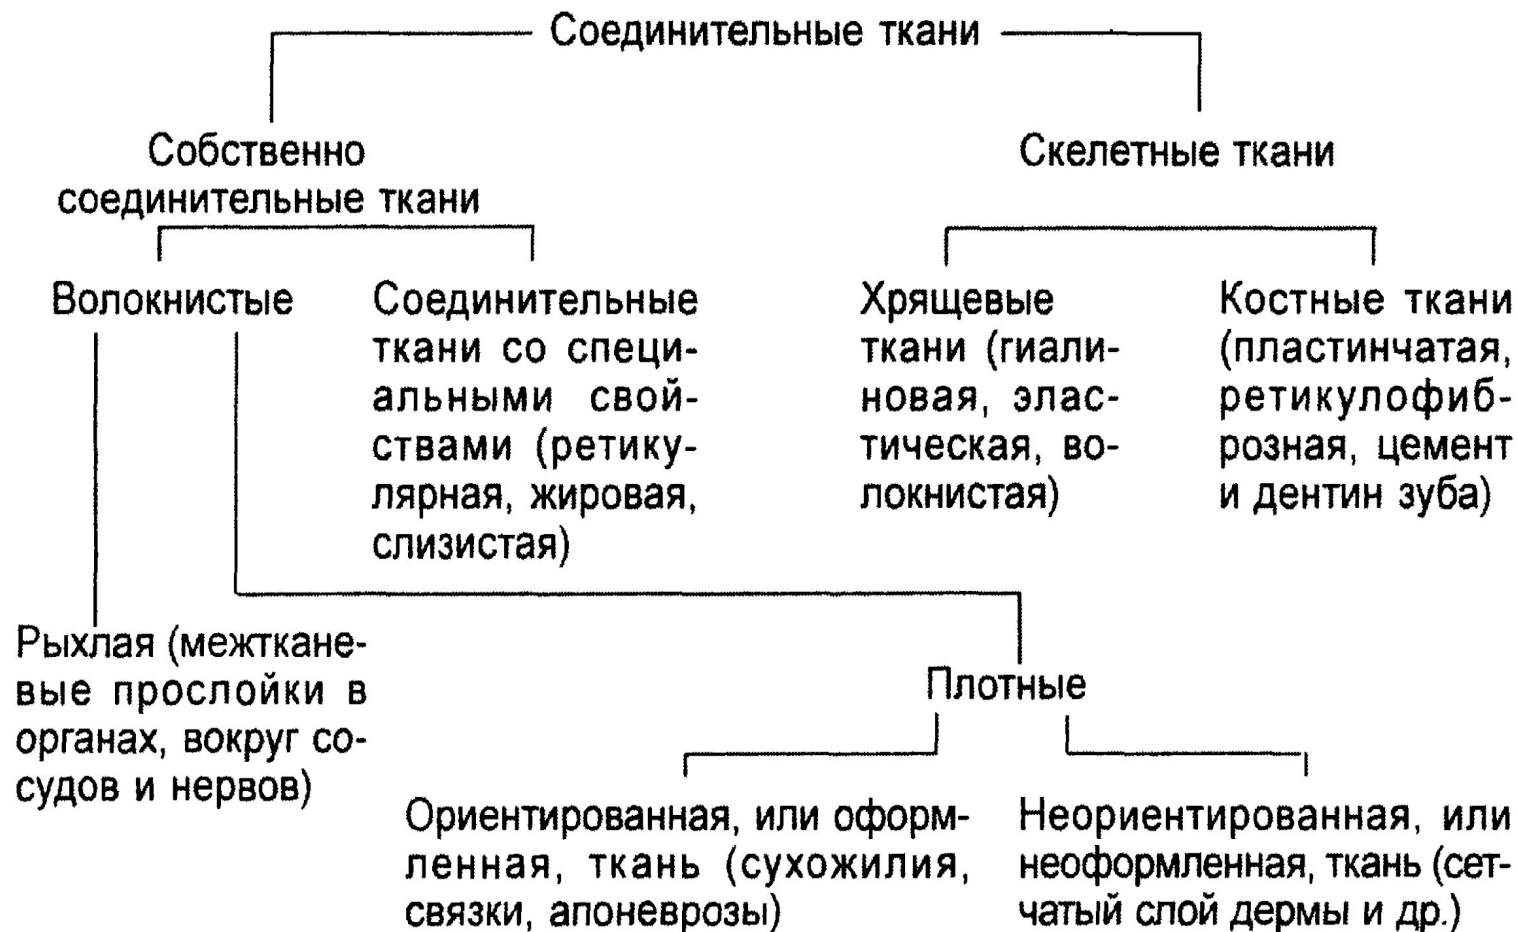 Соединительные ткани
Собственно
соединительные ткани
Скелетные ткани
Волокнистые
Соединительные
ткани со специ-
альными свой-
ствами (ретику-
лярная, жировая,
слизистая)
Хрящевые
ткани (гиали-
новая, элас-
тическая, во-
локнистая)
Костные ткани
(пластинчатая,
ретикулофиб-
розная, цемент
и дентин зуба)
Рыхлая (межткане-
вые прослойки в
органах, вокруг со-
судов и нервов)
Плотные
Ориентированная, или оформ-
ленная, ткань (сухожилия,
связки, апоневрозы)
Неориентированная, или
неоформленная, ткань (сет-
чатый слой дермы и др.)